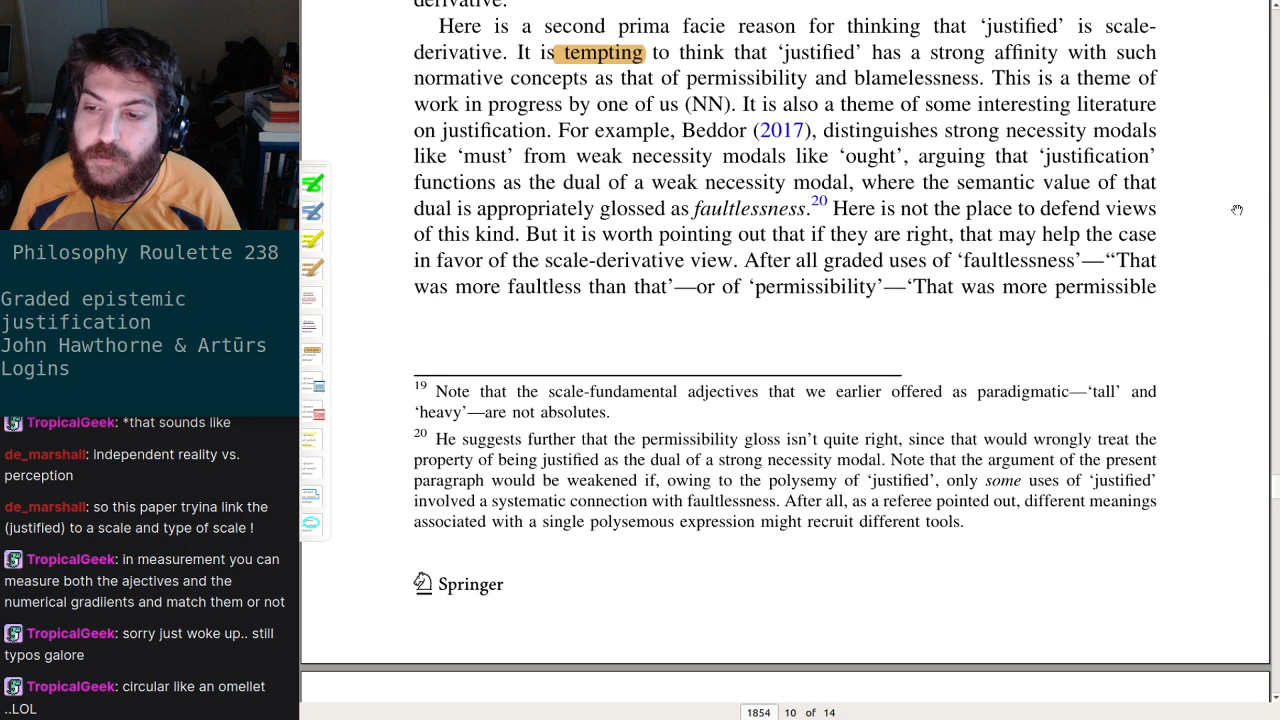 derivative.
Here is a second prima facie reason for thinking that ‘justified’ is scale-
derivative. It is tempting to think that ‘justified’ has a strong affinity with such
normative concepts as that of permissibility and blamelessness. This is a theme of
work in progress by one of us (NN). It is also a theme of some interesting literature
on justification. For example, Beddor (2017), distinguishes strong necessity modals
like ‘must’ from weak necessity modals like ‘ought’, arguing that ‘justification’
functions as the dual of a weak necessity modal, where the semantic value of that
dual is appropriately glossed as faultlessness.20 Here is not the place to defend views
of this kind. But it is worth pointing out that if they are right, that may help the case
in favor of the scale-derivative view. After all graded uses of ‘faultlessness’—“That
was more faultless than that’—or of ‘permissibility’—‘That was more permissible
19 Note that the scale-fundamental adjectives that we earlier offered as paradigmatic—‘tall’ and
‘heavy’—are not absolutes.
20 He suggests further that the permissibility gloss isn’t quite right, since that would wrongly treat the
property of being justified as the dual of a strong necessity modal. Note that the argument of the present
paragraph would be weakened if, owing to the polysemy of ‘justified’, only some uses of ‘justified’
involved a systematic connection with faultlessness. After all as a referee pointed out different meanings
associated with a single polysemous expression might require different tools.
Springer
1854 10 of 14
Philosophy Roulette 238
Graded epistemic
justification
John Hawthorne & Artūrs
Logins
TropicalGeek: *that sounds like
de_marshall: independent reality vs.
perception
de_marshall: so this paper tryina link the
(justified) to a scale and type of scale !
TropicalGeek: in measurement you can
measure both the ajectives and the
numerical gradiients and match them or not
TropicalGeek: sorry just woke up.. still
typos galore
TropicalGeek: circular like an omellet
..LOL